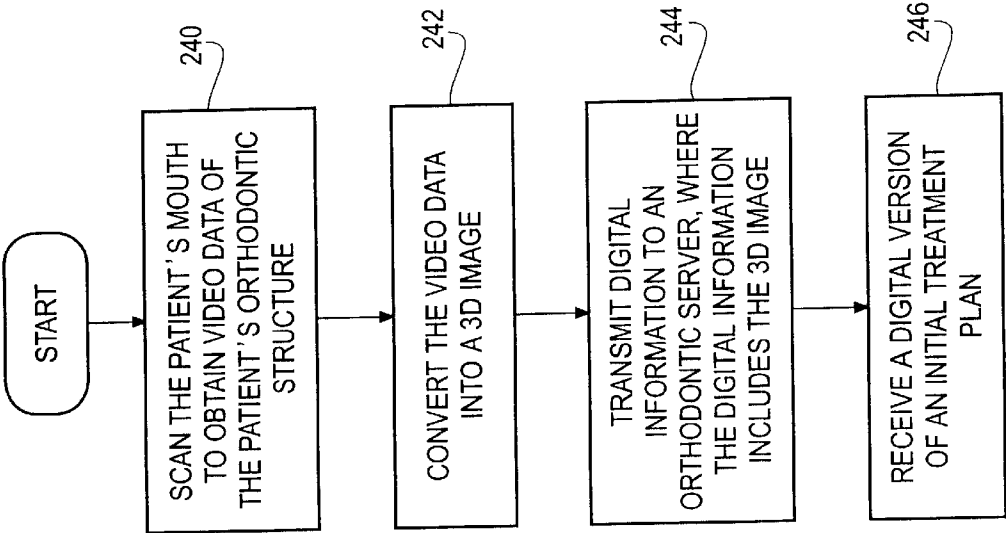 START
SCAN THE PATIENT'S MOUTH
TO OBTAIN VIDEO DATA OF
THE PATIENT'S ORTHODONTIC
STRUCTURE
240
CONVERT THE VIDEO DATA
INTO A 3D IMAGE
242
TRANSMIT DIGITAL
INFORMATION TO AN
ORTHODONTIC SERVER, WHERE
THE DIGITAL INFORMATION
INCLUDES THE 3D IMAGE
244
RECEIVE A DIGITAL VERSION
OF AN INITIAL TREATMENT
PLAN
246